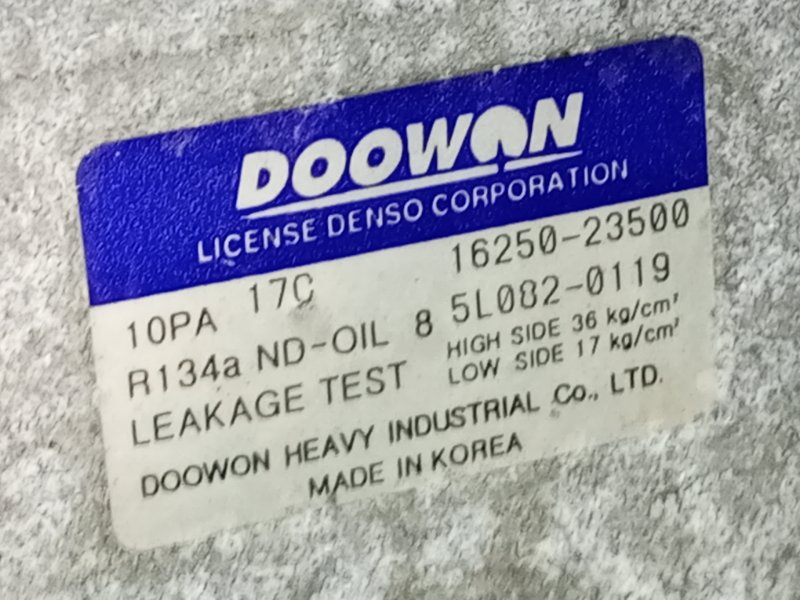 DOOWON
LICENSE DENSO CORPORATION
10PA 17C 16250-23500
R134a ND-OIL 8 5L082-0119
LEAKAGE TEST HIGH SIDE 36 kg/cm²
LOW SIDE 17 kg/cm²
DOOWON HEAVY INDUSTRIAL Co., LTD.
MADE IN KOREA